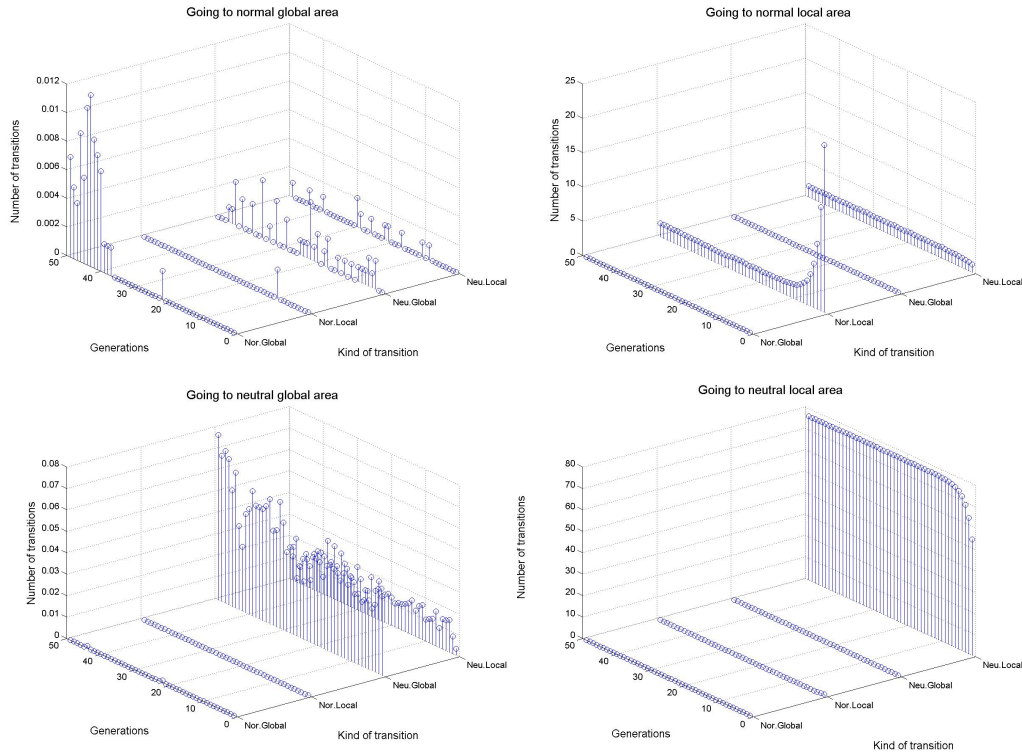 Going to normal global area
0.012
0.01
0.008
0.006
0.004
0.002
0
Number of transitions
50
40
30
20
10
0
Generations
Nor.Global
Nor.Local
Neu.Global
Neu.Local
Kind of transition
Going to normal local area
25
20
15
10
5
0
Number of transitions
50
40
30
20
10
0
Generations
Nor.Global
Nor.Local
Neu.Global
Neu.Local
Kind of transition
Going to neutral global area
0.08
0.07
0.06
0.05
0.04
0.03
0.02
0.01
0
Number of transitions
50
40
30
20
10
0
Generations
Nor.Global
Nor.Local
Neu.Global
Neu.Local
Kind of transition
Going to neutral local area
80
70
60
50
40
30
20
10
0
Number of transitions
50
40
30
20
10
0
Generations
Nor.Global
Nor.Local
Neu.Global
Neu.Local
Kind of transition